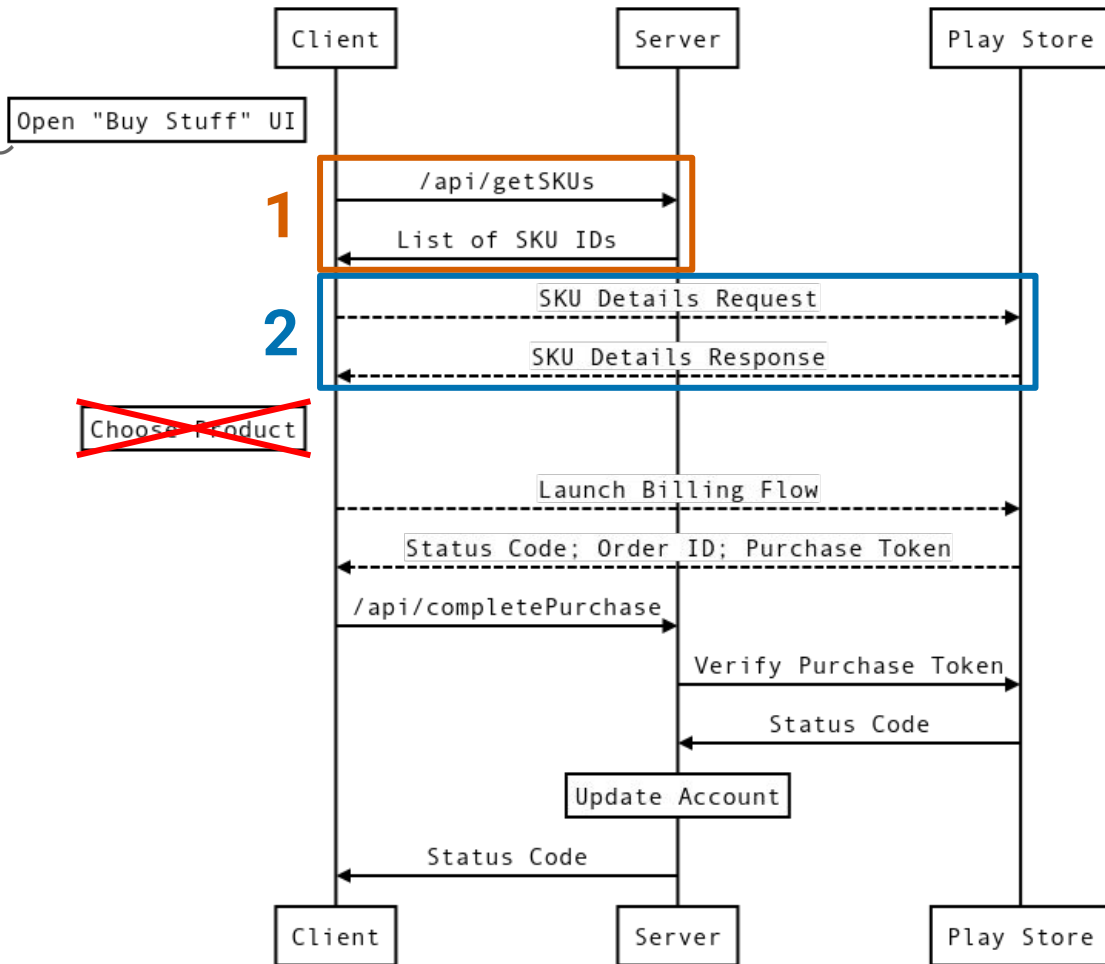 Client
Server
Play Store
Open "Buy Stuff" UI
1
/api/getSKUs
List of SKU IDs
2
SKU Details Request
SKU Details Response
Choose Product
Launch Billing Flow
Status Code; Order ID; Purchase Token
/api/completePurchase
Verify Purchase Token
Status Code
Update Account
Status Code
Client
Server
Play Store